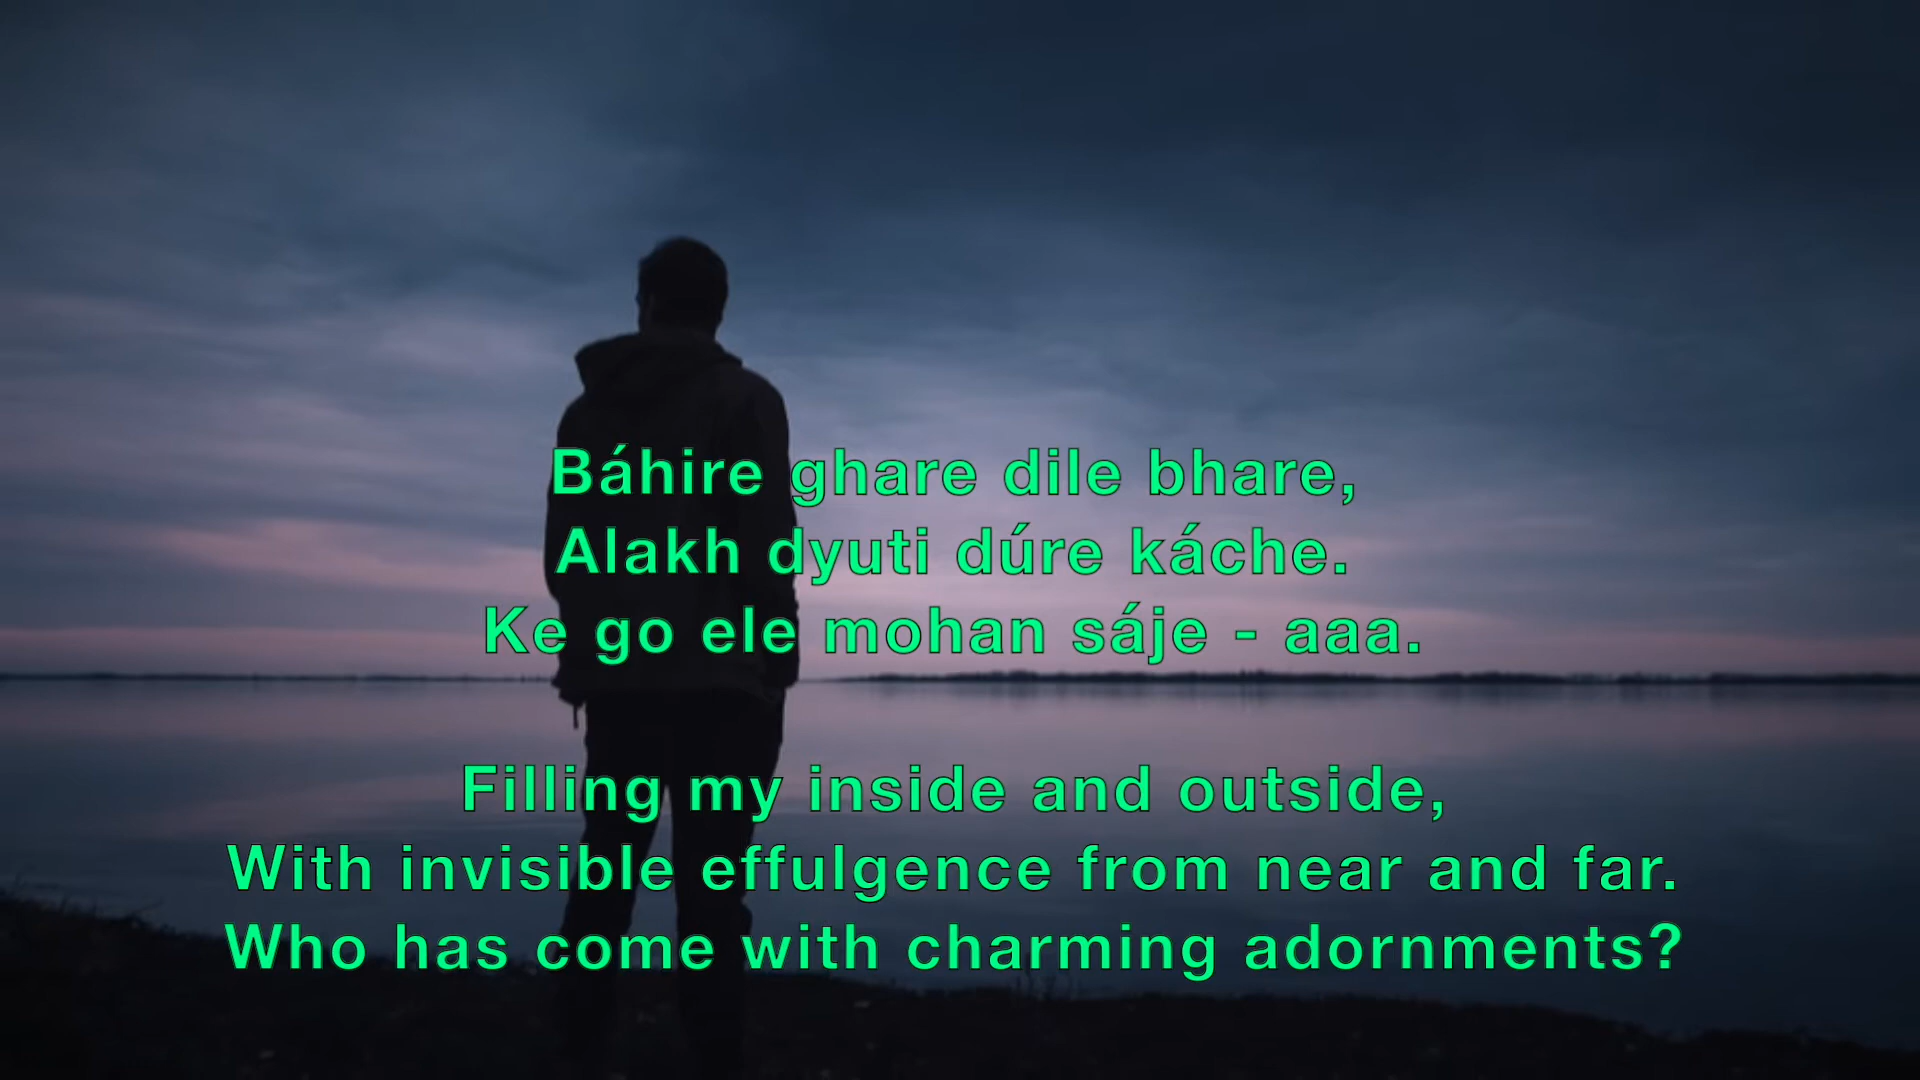 Báhire ghare dile bhare,
Alakh dyuti dúre káche.
Ke go ele mohan sáje - aaa.
Filling my inside and outside,
With invisible effulgence from near and far.
Who has come with charming adornments?